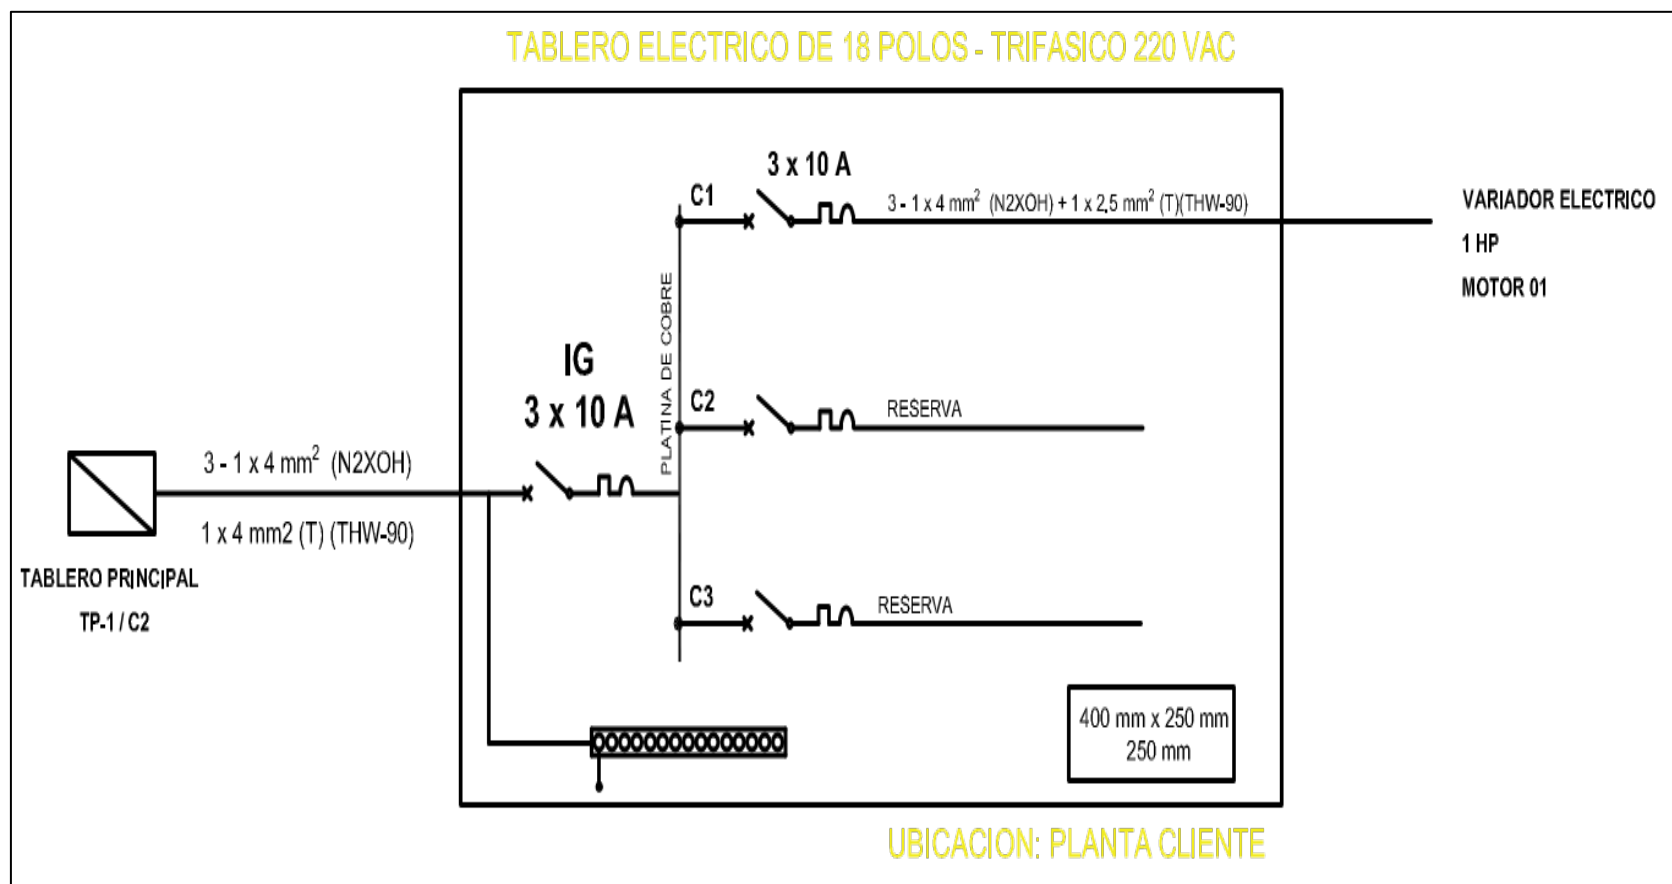 TABLERO ELECTRICO DE 18 POLOS - TRIFASICO 220 VAC
3 x 10 A
C1
3 - 1 x 4 mm² (N2XOH) + 1 x 2,5 mm² (T)(THW-90)
VARIADOR ELECTRICO
1 HP
MOTOR 01
PLATINA DE COBRE
IG
3 x 10 A
C2
RESERVA
3 - 1 x 4 mm² (N2XOH)
1 x 4 mm2 (T) (THW-90)
TABLERO PRINCIPAL
TP-1 / C2
C3
RESERVA
400 mm x 250 mm
250 mm
UBICACION: PLANTA CLIENTE